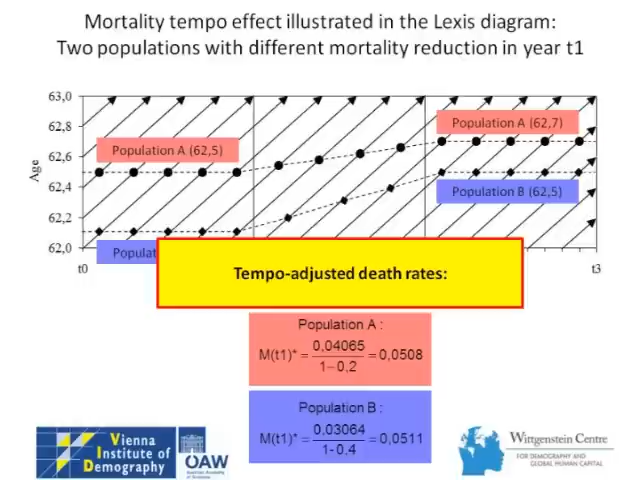 Mortality tempo effect illustrated in the Lexis diagram:
Two populations with different mortality reduction in year t1
63,0
62,8
62,6
62,4
62,2
62,0
Age
Population A (62,5)
Population A (62,7)
Population B (62,5)
Populat
t0
t3
Tempo-adjusted death rates:
Population A :
M(t1)* = 0,04065 / 1-0,2 = 0,0508
Population B :
M(t1)* = 0,03064 / 1-0.4 = 0,0511
Vienna
Institute of
Demography
ÖAW
Wittgenstein Centre
FOR DEMOGRAPHY AND
GLOBAL HUMAN CAPITAL